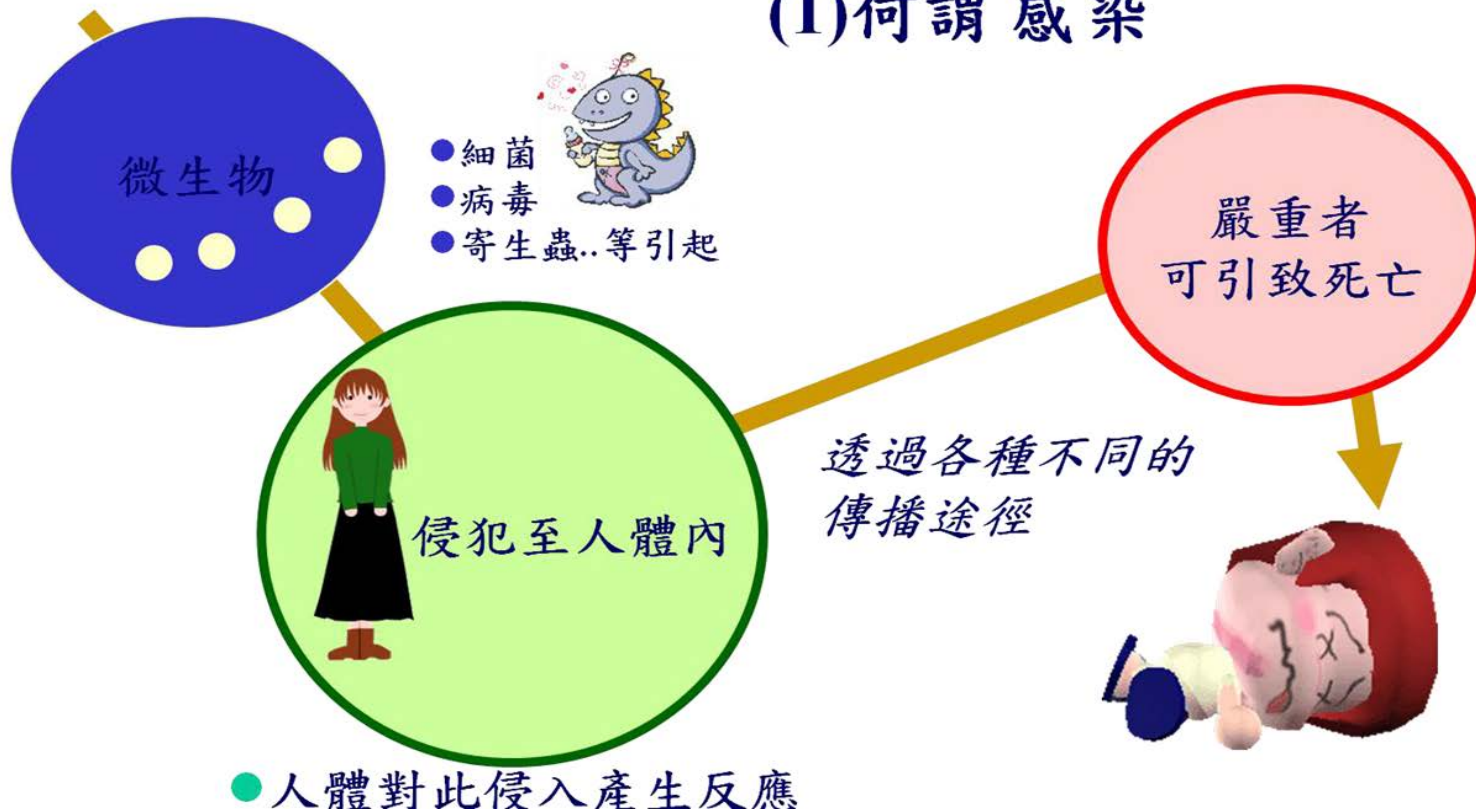 (1)何謂 感 染
微生物
●細菌
●病毒
●寄生蟲..等引起
嚴重者
可引致死亡
侵犯至人體內
透過各種不同的
傳播途徑
●人體對此侵入產生反應